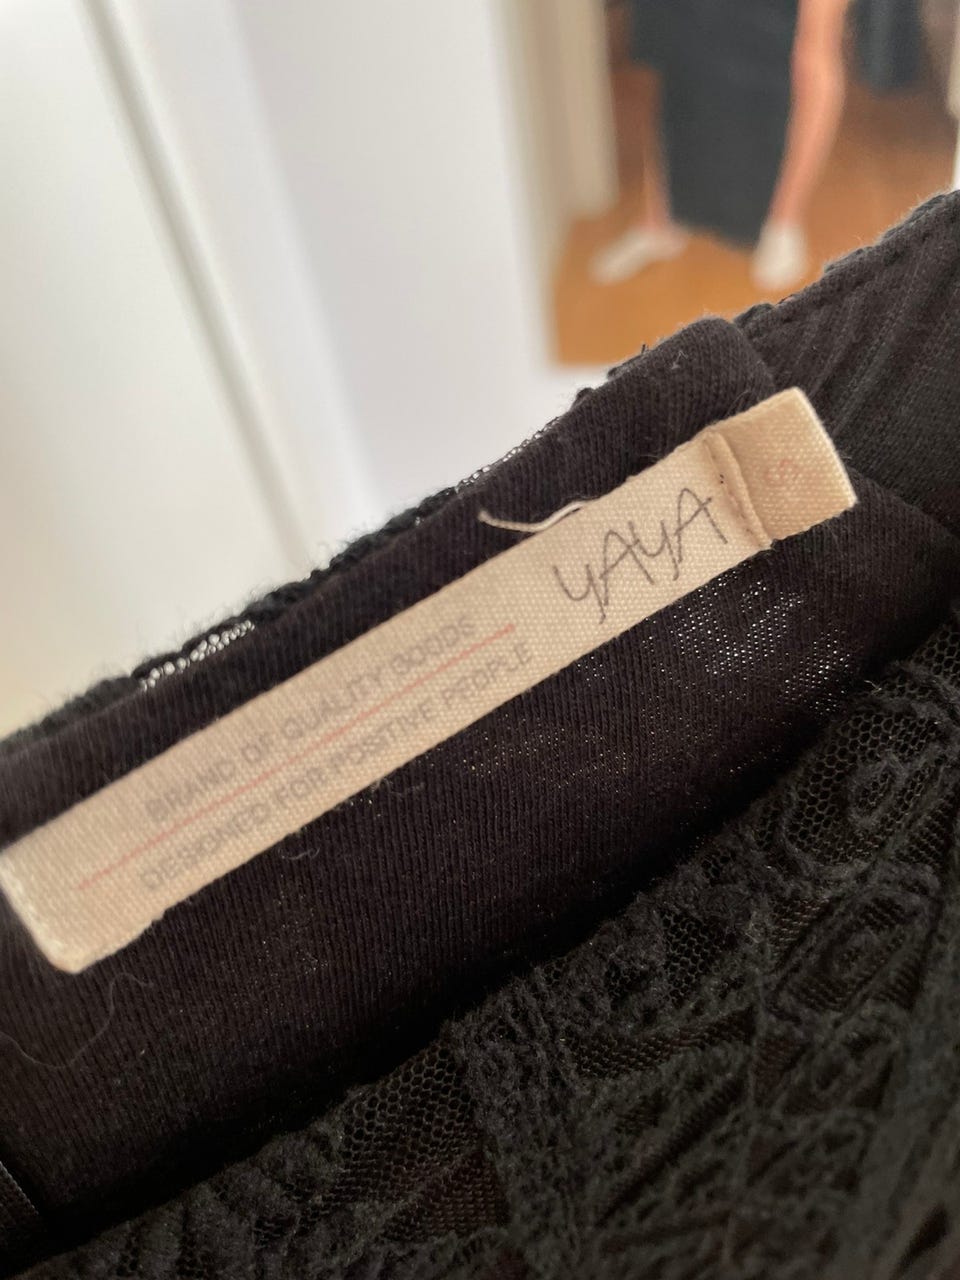 BRAND OF QUALITY GOODS
DESIGNED FOR POSITIVE PEOPLE
YAYA
S